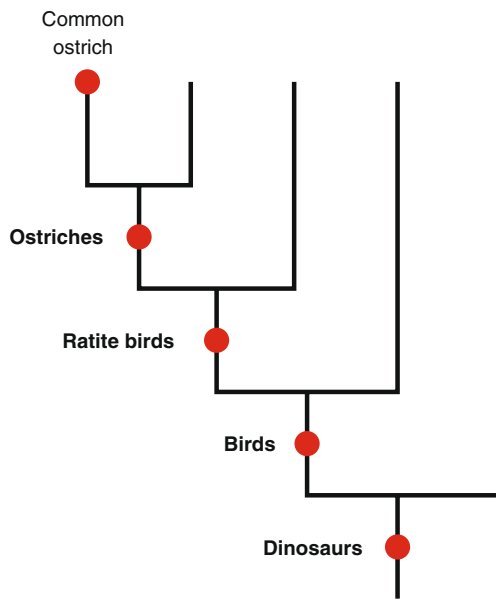 Common
ostrich
Ostriches
Ratite birds
Birds
Dinosaurs